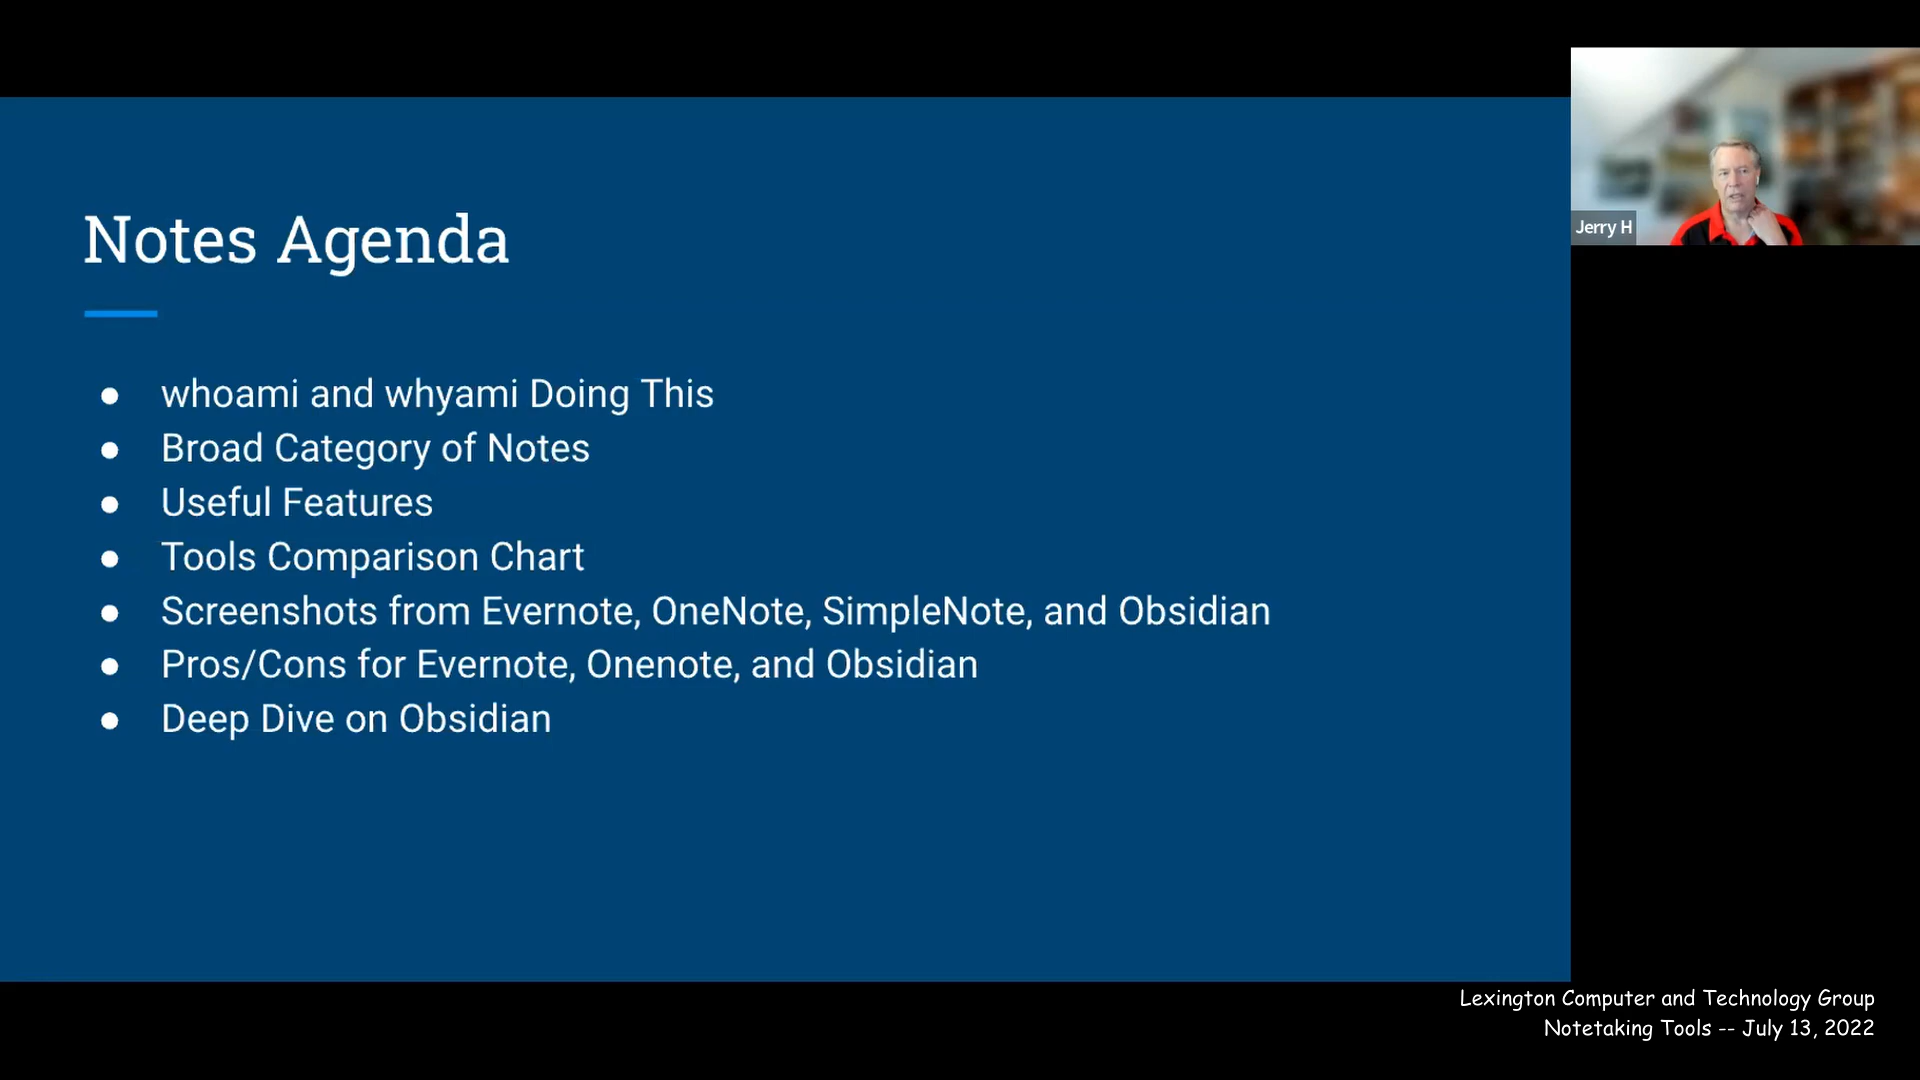 Notes Agenda
● whoami and whyami Doing This
● Broad Category of Notes
● Useful Features
● Tools Comparison Chart
● Screenshots from Evernote, OneNote, SimpleNote, and Obsidian
● Pros/Cons for Evernote, Onenote, and Obsidian
● Deep Dive on Obsidian
Jerry H
Lexington Computer and Technology Group
Notetaking Tools -- July 13, 2022